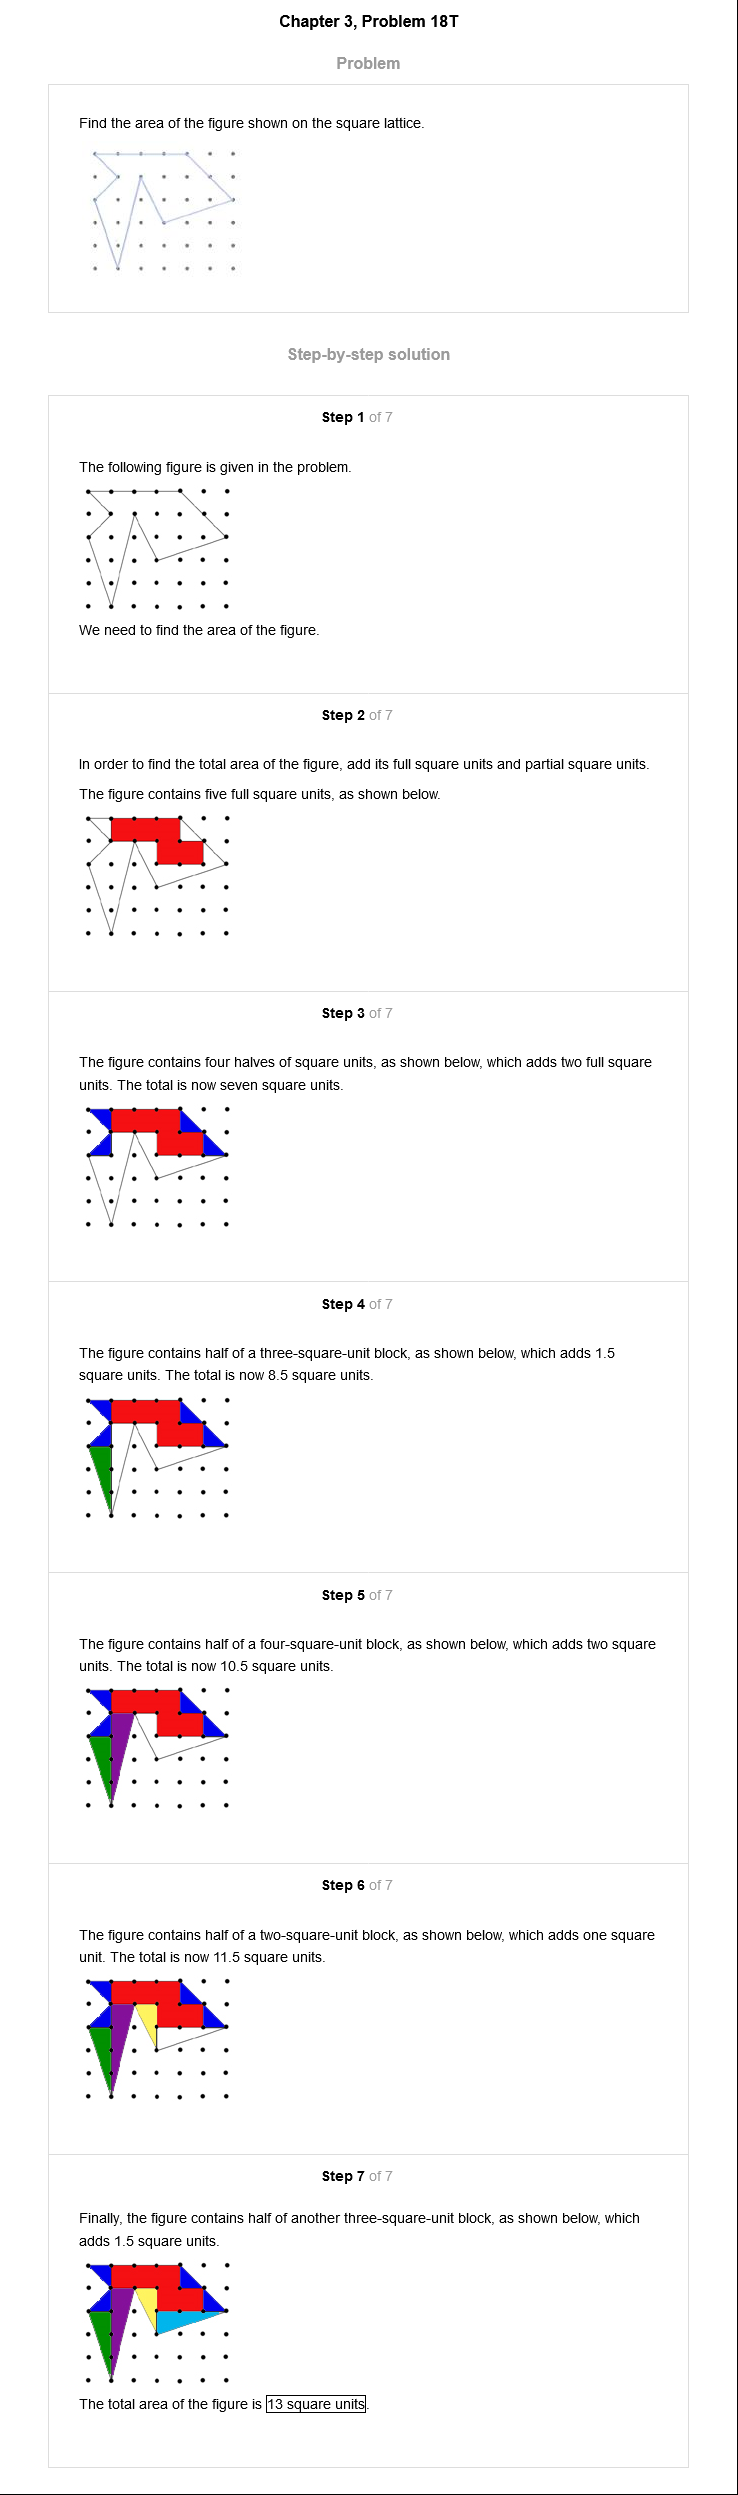 Chapter 3, Problem 18T
Problem
Find the area of the figure shown on the square lattice.
Step-by-step solution
Step 1 of 7
The following figure is given in the problem.
We need to find the area of the figure.
Step 2 of 7
In order to find the total area of the figure, add its full square units and partial square units.
The figure contains five full square units, as shown below.
Step 3 of 7
The figure contains four halves of square units, as shown below, which adds two full square
units. The total is now seven square units.
Step 4 of 7
The figure contains half of a three-square-unit block, as shown below, which adds 1.5
square units. The total is now 8.5 square units.
Step 5 of 7
The figure contains half of a four-square-unit block, as shown below, which adds two square
units. The total is now 10.5 square units.
Step 6 of 7
The figure contains half of a two-square-unit block, as shown below, which adds one square
unit. The total is now 11.5 square units.
Step 7 of 7
Finally, the figure contains half of another three-square-unit block, as shown below, which
adds 1.5 square units.
The total area of the figure is 13 square units.